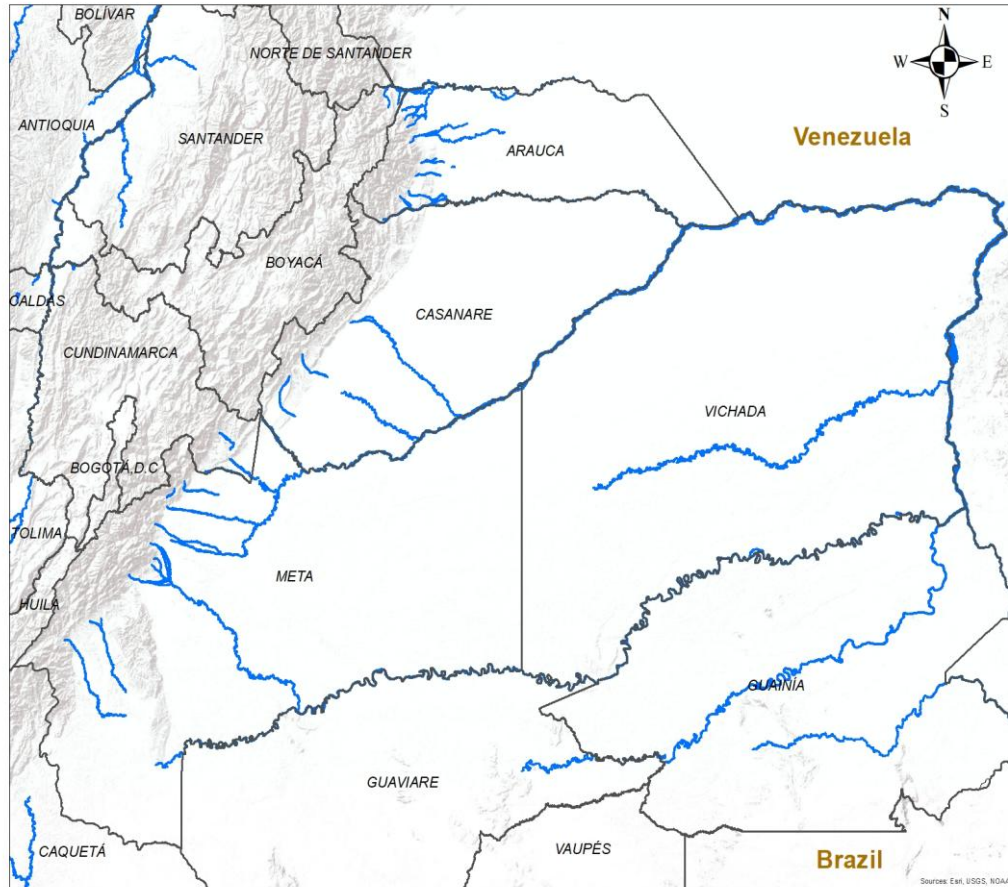 BOLÍVAR
N
NORTE DE SANTANDER
W
E
S
ANTIOQUIA
SANTANDER
Venezuela
ARAUCA
BOYACÁ
CALDAS
CASANARE
CUNDINAMARCA
VICHADA
BOGOTÁ,D.C
TOLIMA
META
HUILA
GUAINÍA
GUAVIARE
CAQUETÁ
VAUPÉS
Brazil
Sources: Esri, USGS, NOAA